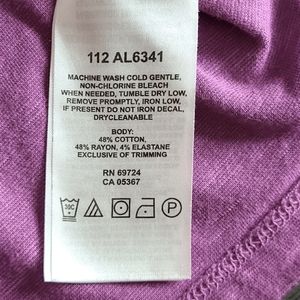 112 AL6341
MACHINE WASH COLD GENTLE,
NON-CHLORINE BLEACH
WHEN NEEDED, TUMBLE DRY LOW,
REMOVE PROMPTLY, IRON LOW,
IF PRESENT DO NOT IRON DECAL,
DRYCLEANABLE
BODY:
48% COTTON,
48% RAYON, 4% ELASTANE
EXCLUSIVE OF TRIMMING
RN 69724
CA 05367
30C P